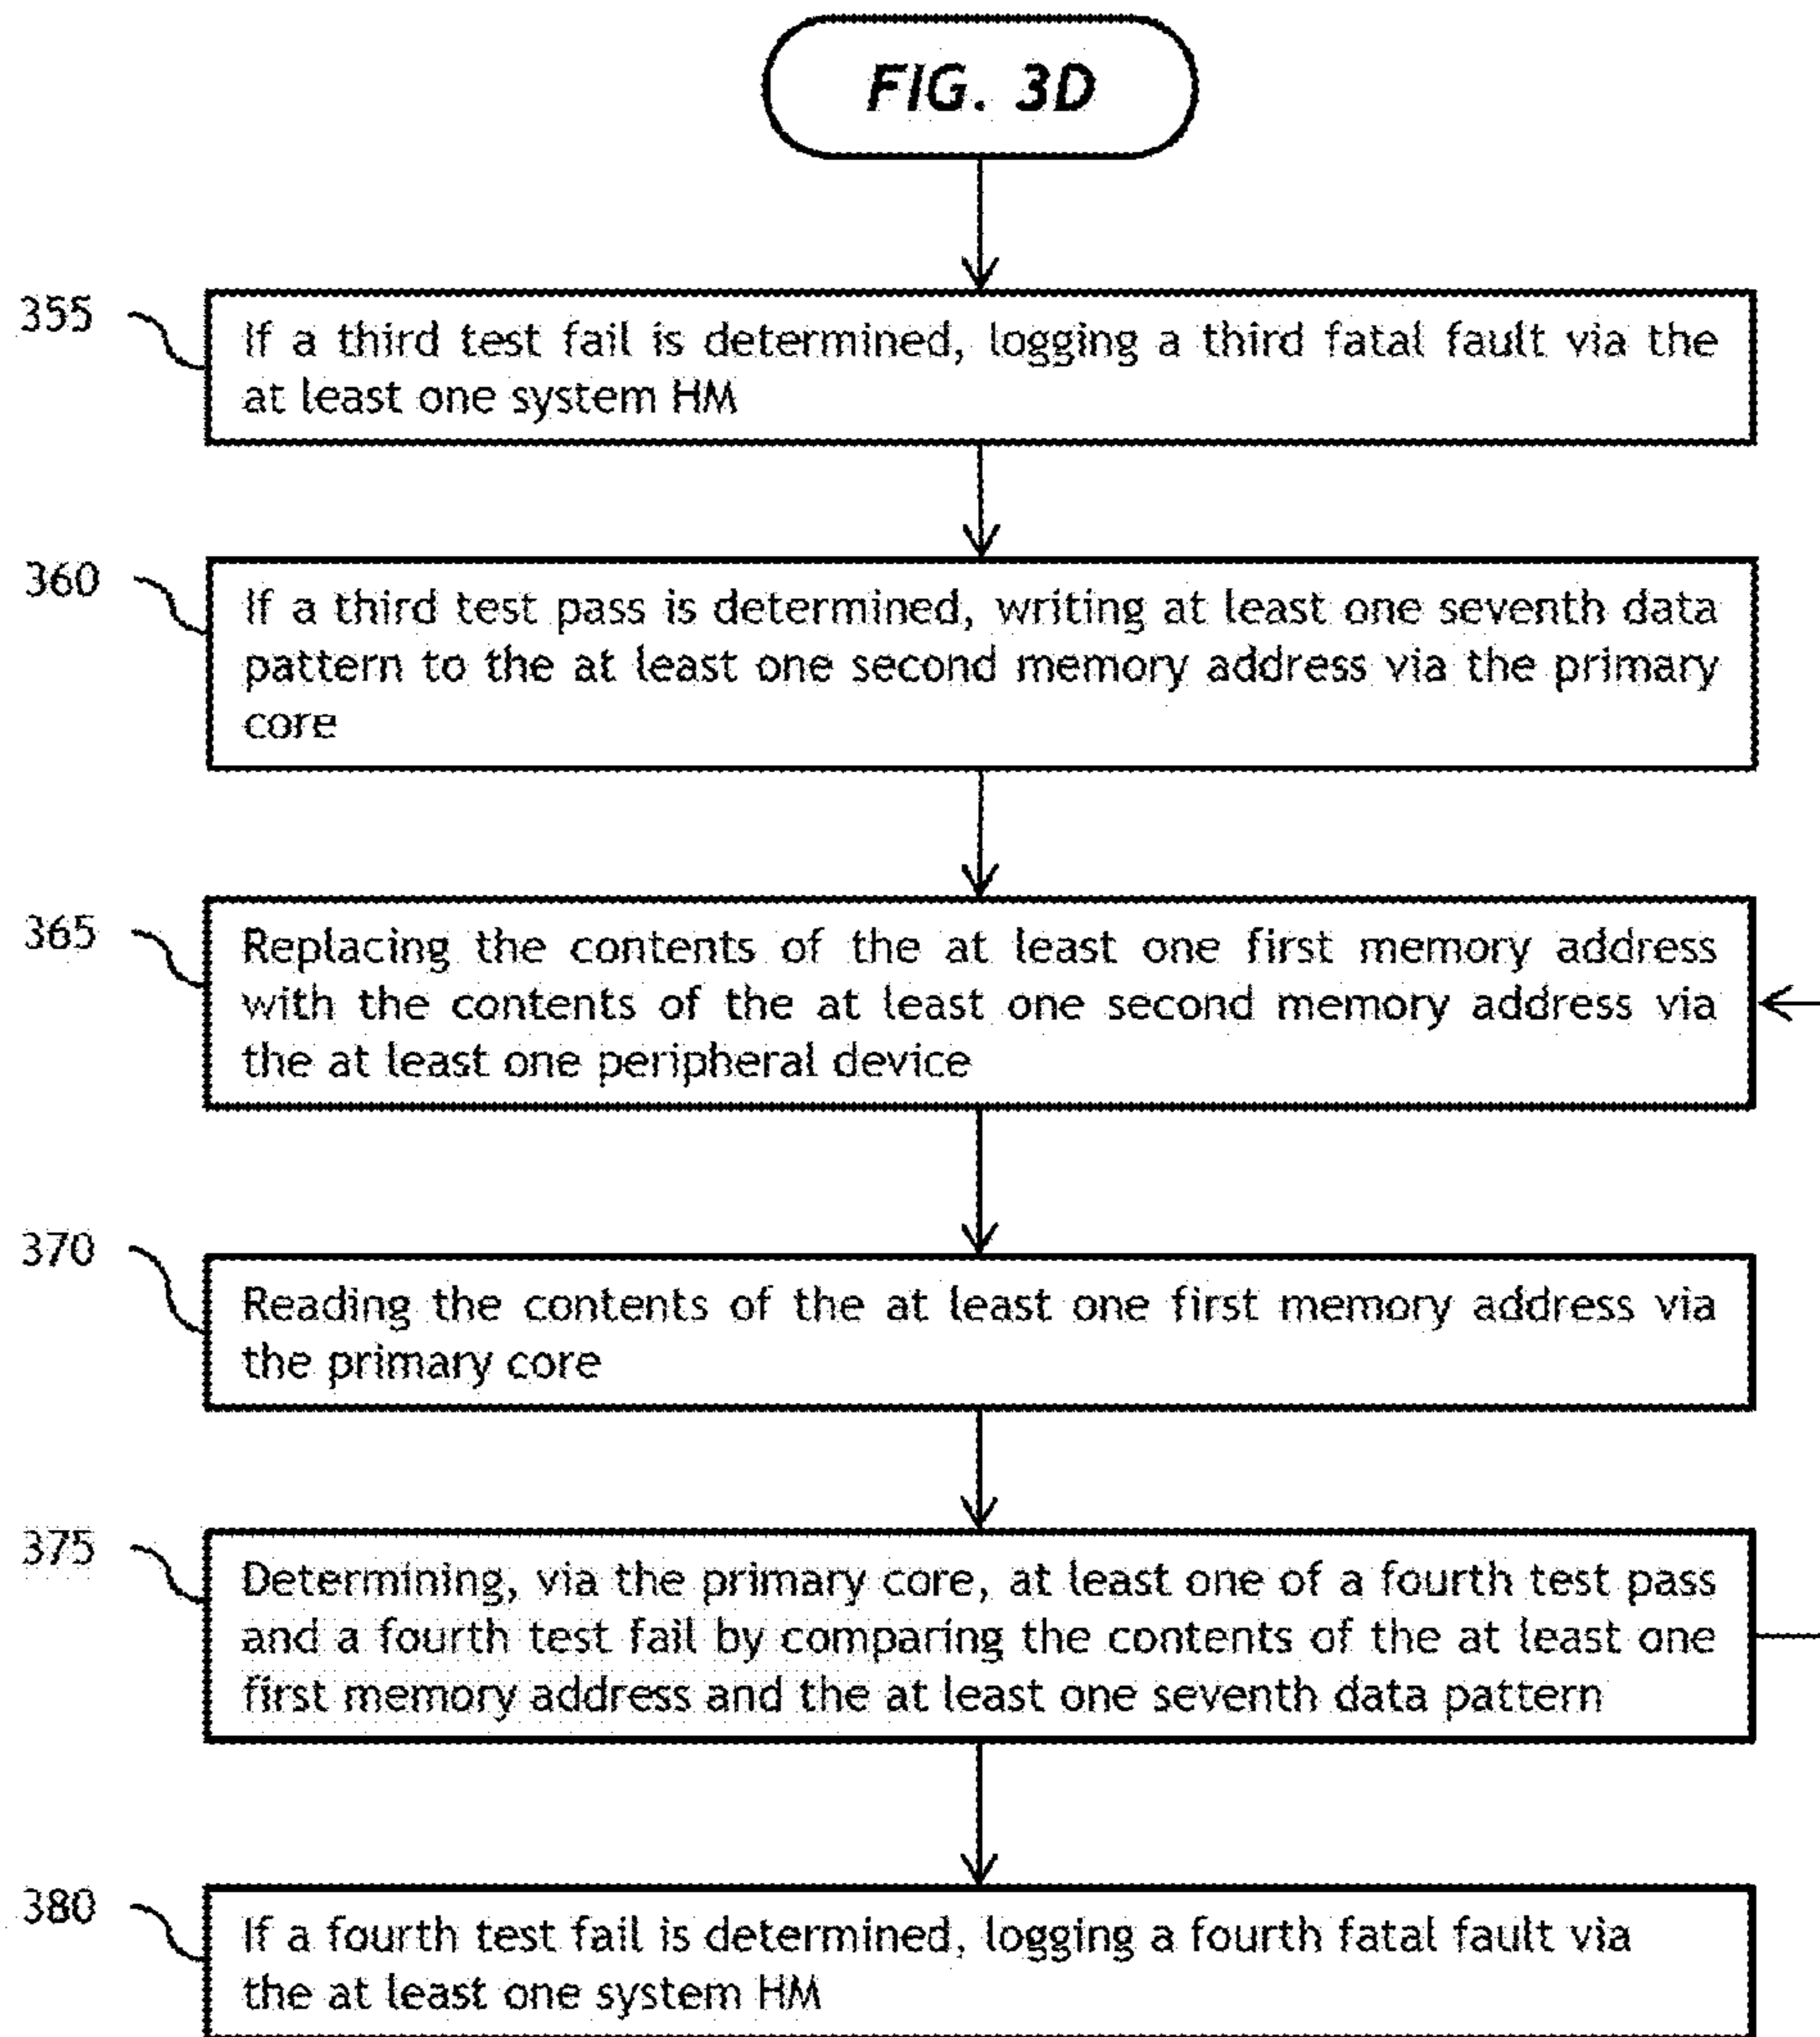 FIG. 3D
355
If a third test fail is determined, logging a third fatal fault via the
at least one system HM
360
If a third test pass is determined, writing at least one seventh data
pattern to the at least one second memory address via the primary
core
365
Replacing the contents of the at least one first memory address
with the contents of the at least one second memory address via
the at least one peripheral device
370
Reading the contents of the at least one first memory address via
the primary core
375
Determining, via the primary core, at least one of a fourth test pass
and a fourth test fail by comparing the contents of the at least one
first memory address and the at least one seventh data pattern
380
If a fourth test fail is determined, logging a fourth fatal fault via
the at least one system HM